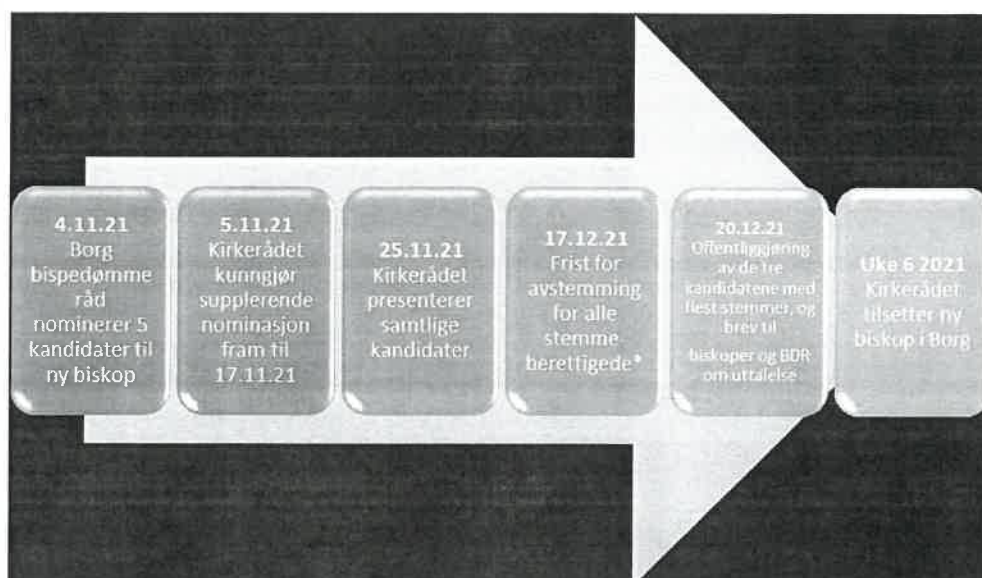 4.11.21
Borg
bispedømme
råd
nominerer 5
kandidater til
ny biskop
5.11.21
Kirkerådet
kunngjør
supplerende
nominasjon
fram til
17.11.21
25.11.21
Kirkerådet
presenterer
samtlige
kandidater
17.12.21
Frist for
avstemming
for alle
stemme
berettigede*
20.12.21
Offentliggjøring
av de tre
kandidatene med
flest stemmer, og
brev til
biskoper og BDR
om uttalelse
Uke 6 2021
Kirkerådet
tilsetter ny
biskop i Borg